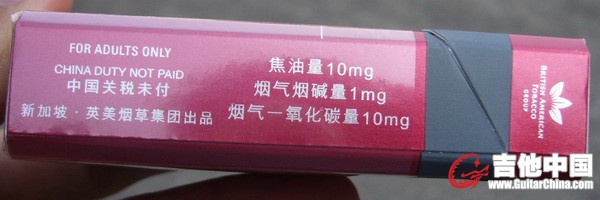 FOR ADULTS ONLY
CHINA DUTY NOT PAID
中国关税未付
新加坡·英美烟草集团出品
焦油量10mg
烟气烟碱量1mg
烟气一氧化碳量10mg
BRITISH AMERICAN
TOBACCO
GROUP
吉他中国
www.GuitarChina.com